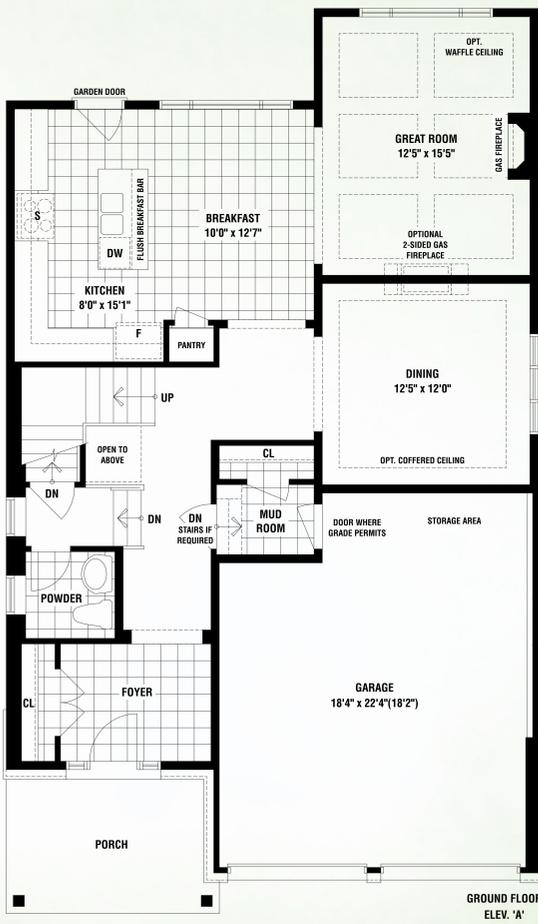 OPT.
WAFFLE CEILING
GARDEN DOOR
GREAT ROOM
12'5" x 15'5"
GAS FIREPLACE
S
FLUSH BREAKFAST BAR
DW
BREAKFAST
10'0" x 12'7"
OPTIONAL
2-SIDED GAS
FIREPLACE
KITCHEN
8'0" x 15'1"
F
PANTRY
DINING
12'5" x 12'0"
UP
OPEN TO
ABOVE
CL
OPT. COFFERED CEILING
DN
DN
DN
STAIRS IF
REQUIRED
MUD
ROOM
DOOR WHERE
GRADE PERMITS
STORAGE AREA
POWDER
CL
FOYER
GARAGE
18'4" x 22'4"(18'2")
PORCH
GROUND FLOOR
ELEV. 'A'